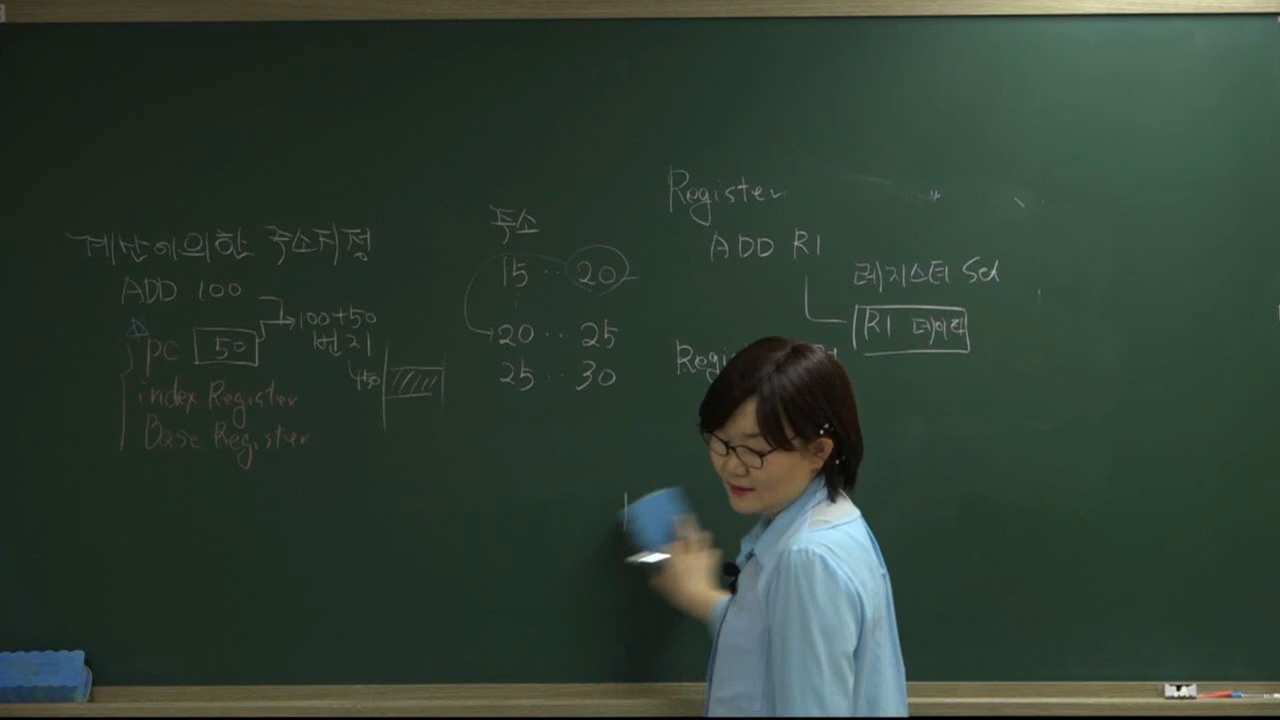 계산에의한 주소지정
ADD 100
100+50
번지
PC 50
150
index Register
Base Register
주소
15 ·· 20
20 ·· 25
25 ·· 30
Register
ADD R1
레지스터 Set
R1 데이타